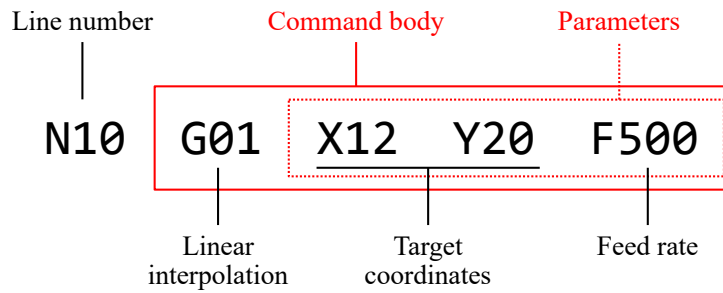 Line number Command body Parameters
N10 G01 X12 Y20 F500
Linear interpolation
Target coordinates
Feed rate